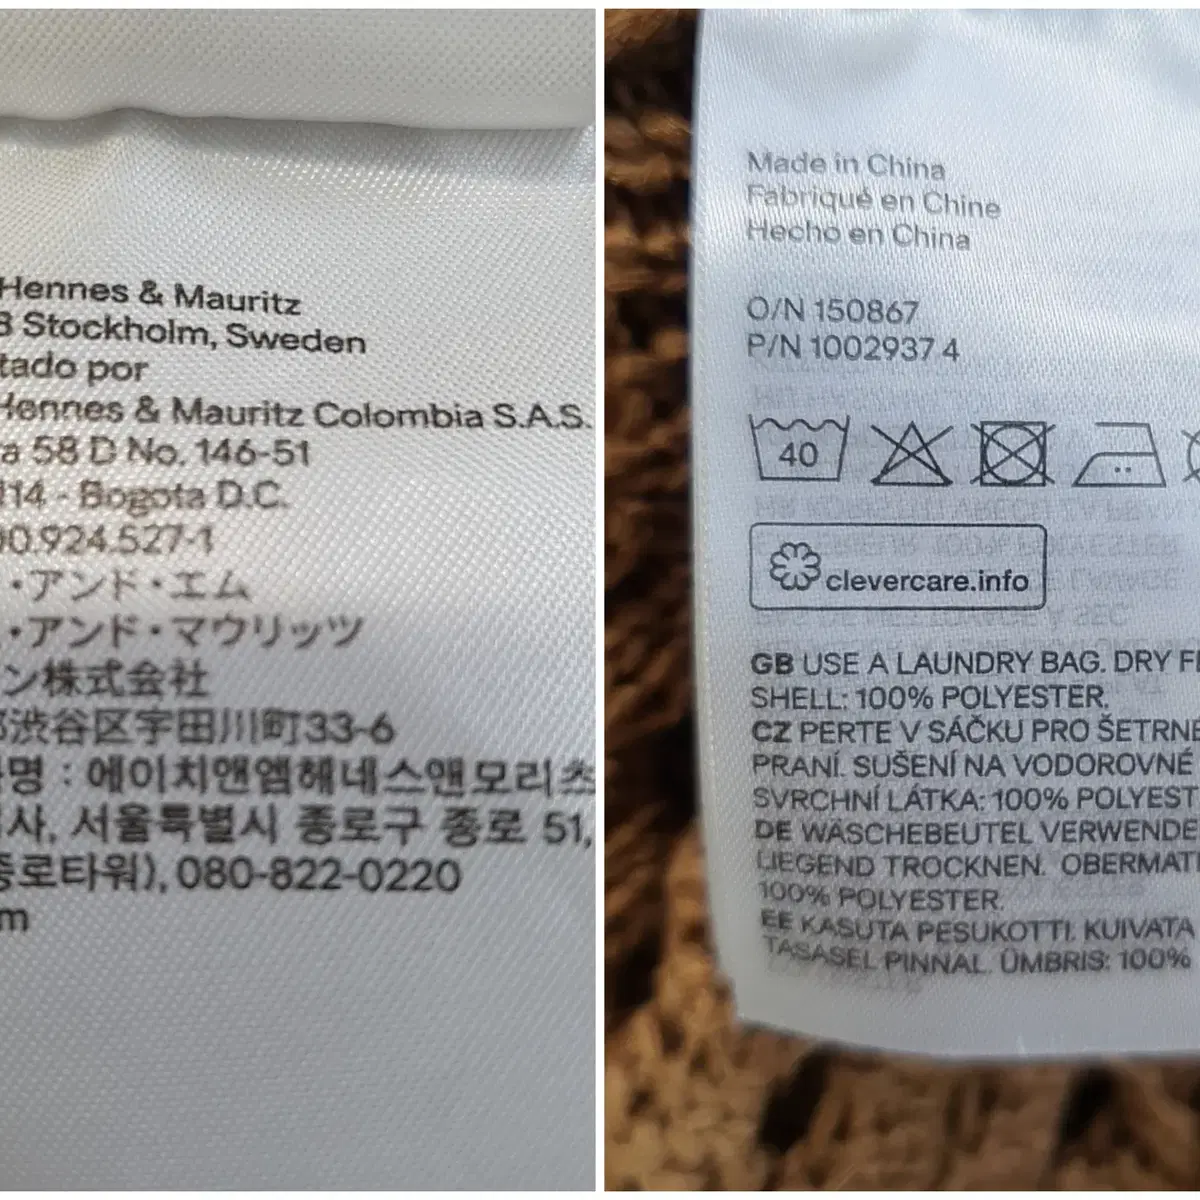 Hennes & Mauritz
Stockholm, Sweden
tado por
Hennes & Mauritz Colombia S.A.S.
a 58 D No. 146-51
14 - Bogota D.C.
0.924.527-1
・アンド・エム
・アンド・マウリッツ
ン株式会社
渋谷区宇田川町33-6
명 : 에이치앤엠헤네스앤모리츠
사, 서울특별시 종로구 종로 51,
종로타워), 080-822-0220
m
Made in China
Fabriqué en Chine
Hecho en China
O/N 150867
P/N 1002937 4
40
clevercare.info
GB USE A LAUNDRY BAG. DRY
SHELL: 100% POLYESTER.
CZ PERTE V SÁČKU PRO ŠETRNÉ
PRANÍ. SUŠENÍ NA VODOROVNÉ
SVRCHNÍ LÁTKA: 100% POLYEST
DE WÄSCHEBEUTEL VERWENDE
LIEGEND TROCKNEN. OBERMAT
100% POLYESTER.
EE KASUTA PESUKOTTI. KUIVATA
TASASEL PINNAL. ÜMBRIS: 100%